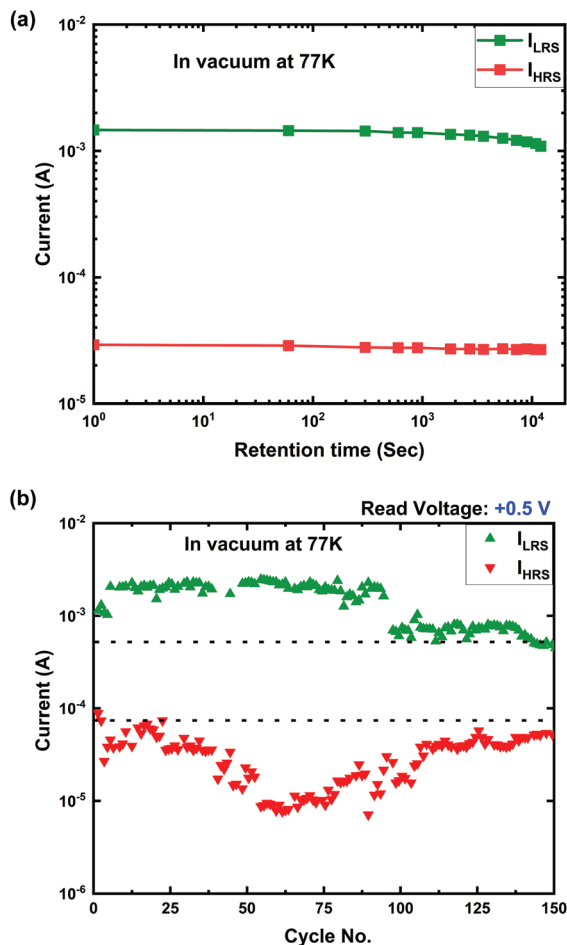 (a)
10⁻²
10⁻³
10⁻⁴
10⁻⁵
Current (A)
In vacuum at 77K
I_LRS
I_HRS
10⁰ 10¹ 10² 10³ 10⁴
Retention time (Sec)
(b)
Read Voltage: +0.5 V
10⁻²
10⁻³
10⁻⁴
10⁻⁵
10⁻⁶
Current (A)
In vacuum at 77K
I_LRS
I_HRS
0 25 50 75 100 125 150
Cycle No.